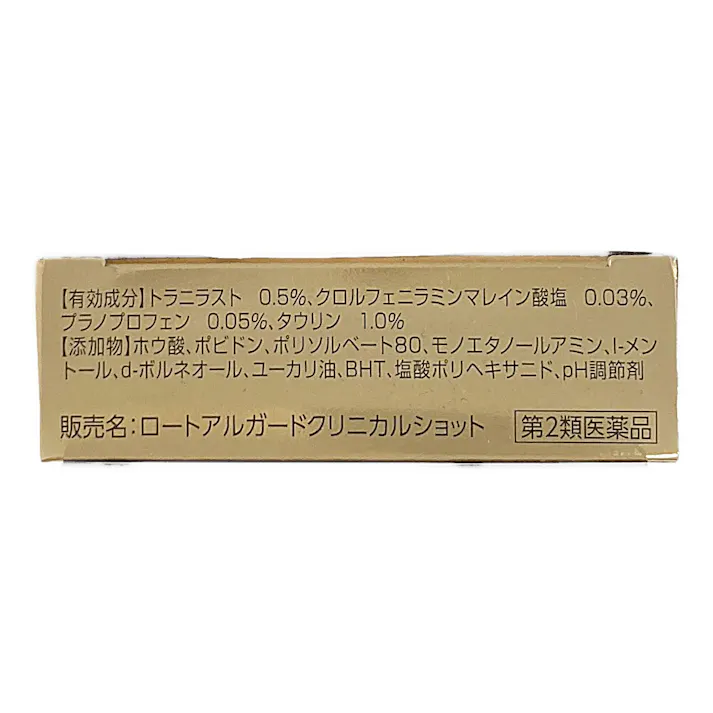 【有効成分】トラニラスト 0.5%、クロルフェニラミンマレイン酸塩 0.03%、
プラノプロフェン 0.05%、タウリン 1.0%
【添加物】ホウ酸、ポビドン、ポリソルベート80、モノエタノールアミン、l-メン
トール、d-ボルネオール、ユーカリ油、BHT、塩酸ポリヘキサニド、pH調節剤
販売名:ロートアルガードクリニカルショット 第2類医薬品